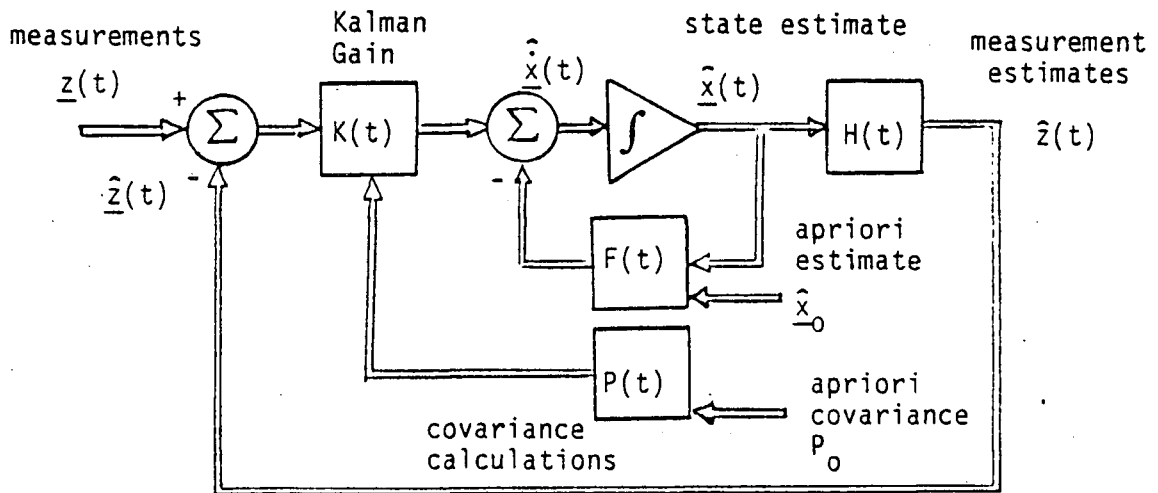 measurements
z(t)
+
Σ
-
ẑ(t)
Kalman
Gain
K(t)
x̂̇(t)
Σ
-
∫
state estimate
x̂(t)
H(t)
measurement
estimates
ẑ(t)
F(t)
apriori
estimate
x̂o
P(t)
apriori
covariance
Po
covariance
calculations